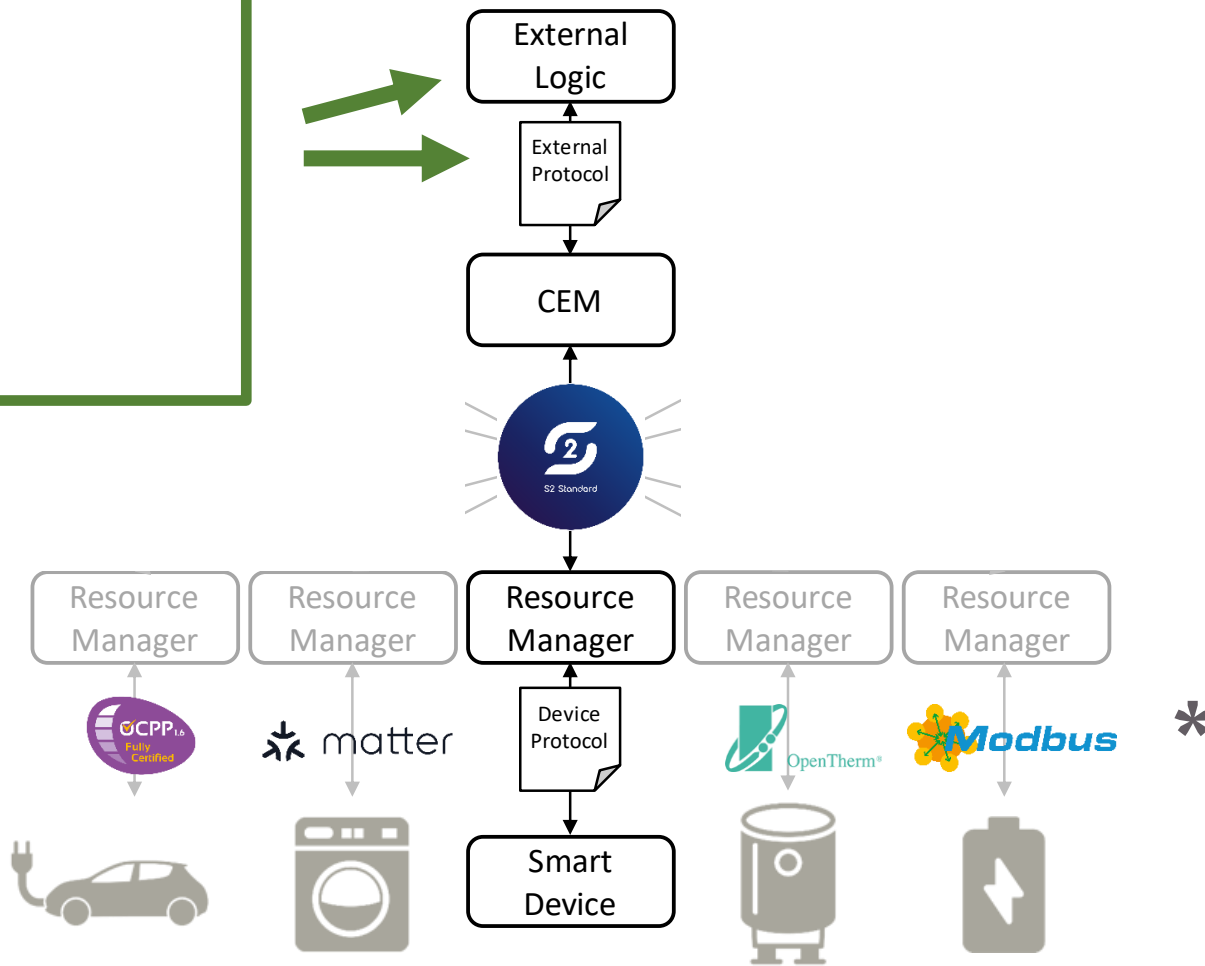 External
Logic
External
Protocol
CEM
2
S2 Standard
Resource
Manager
Resource
Manager
Resource
Manager
Resource
Manager
Resource
Manager
OCPP 1.6
Fully
Certified
matter
Device
Protocol
OpenTherm®
Modbus
*
Smart
Device